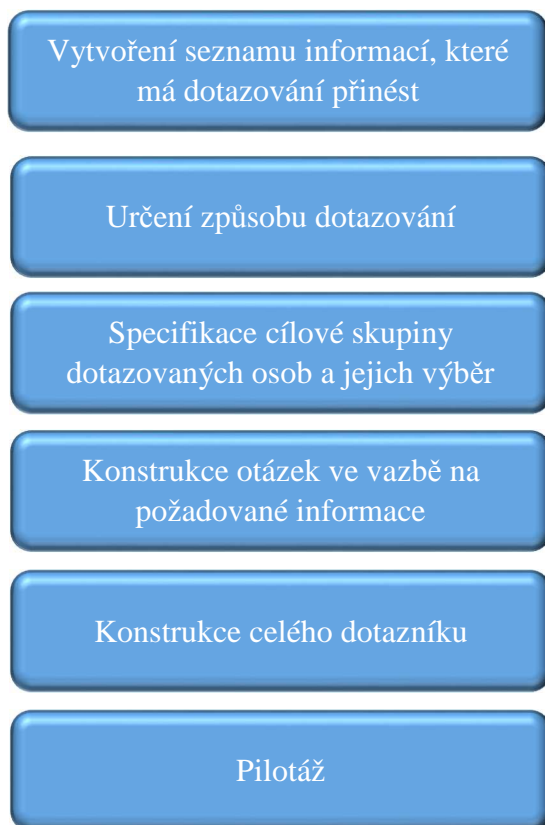 Vytvoření seznamu informací, které
má dotazování přinést
Určení způsobu dotazování
Specifikace cílové skupiny
dotazovaných osob a jejich výběr
Konstrukce otázek ve vazbě na
požadované informace
Konstrukce celého dotazníku
Pilotáž